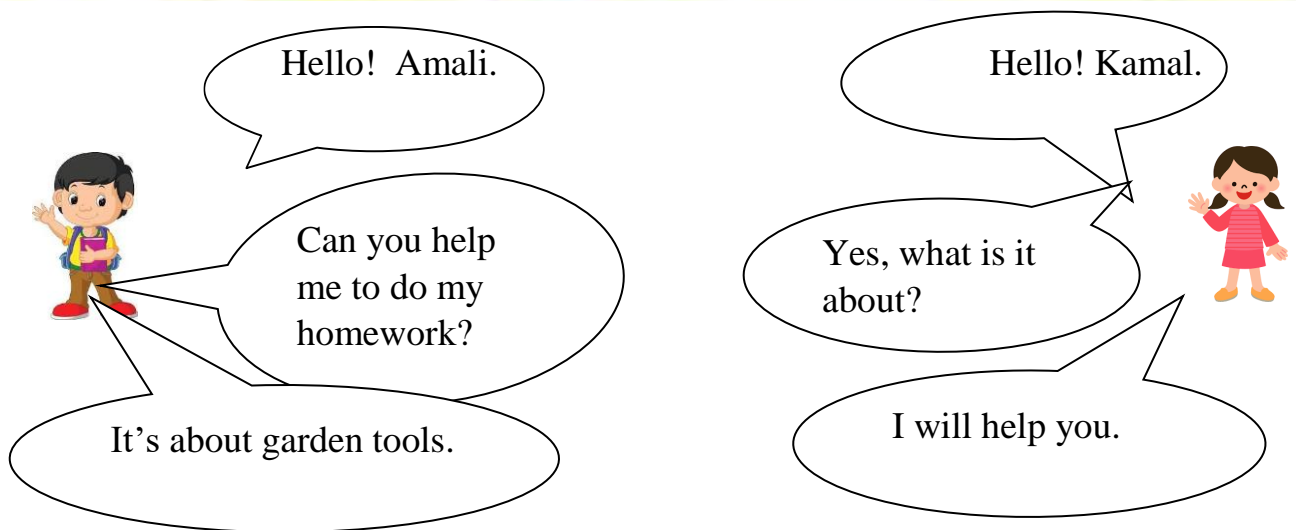 Hello! Amali.
Hello! Kamal.
Can you help
me to do my
homework?
Yes, what is it
about?
It’s about garden tools.
I will help you.